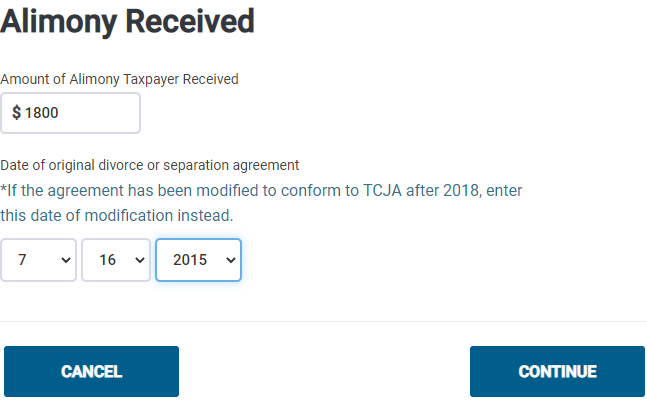 Alimony Received
Amount of Alimony Taxpayer Received
$ 1800
Date of original divorce or separation agreement
*If the agreement has been modified to conform to TCJA after 2018, enter
this date of modification instead.
7 16 2015
CANCEL CONTINUE